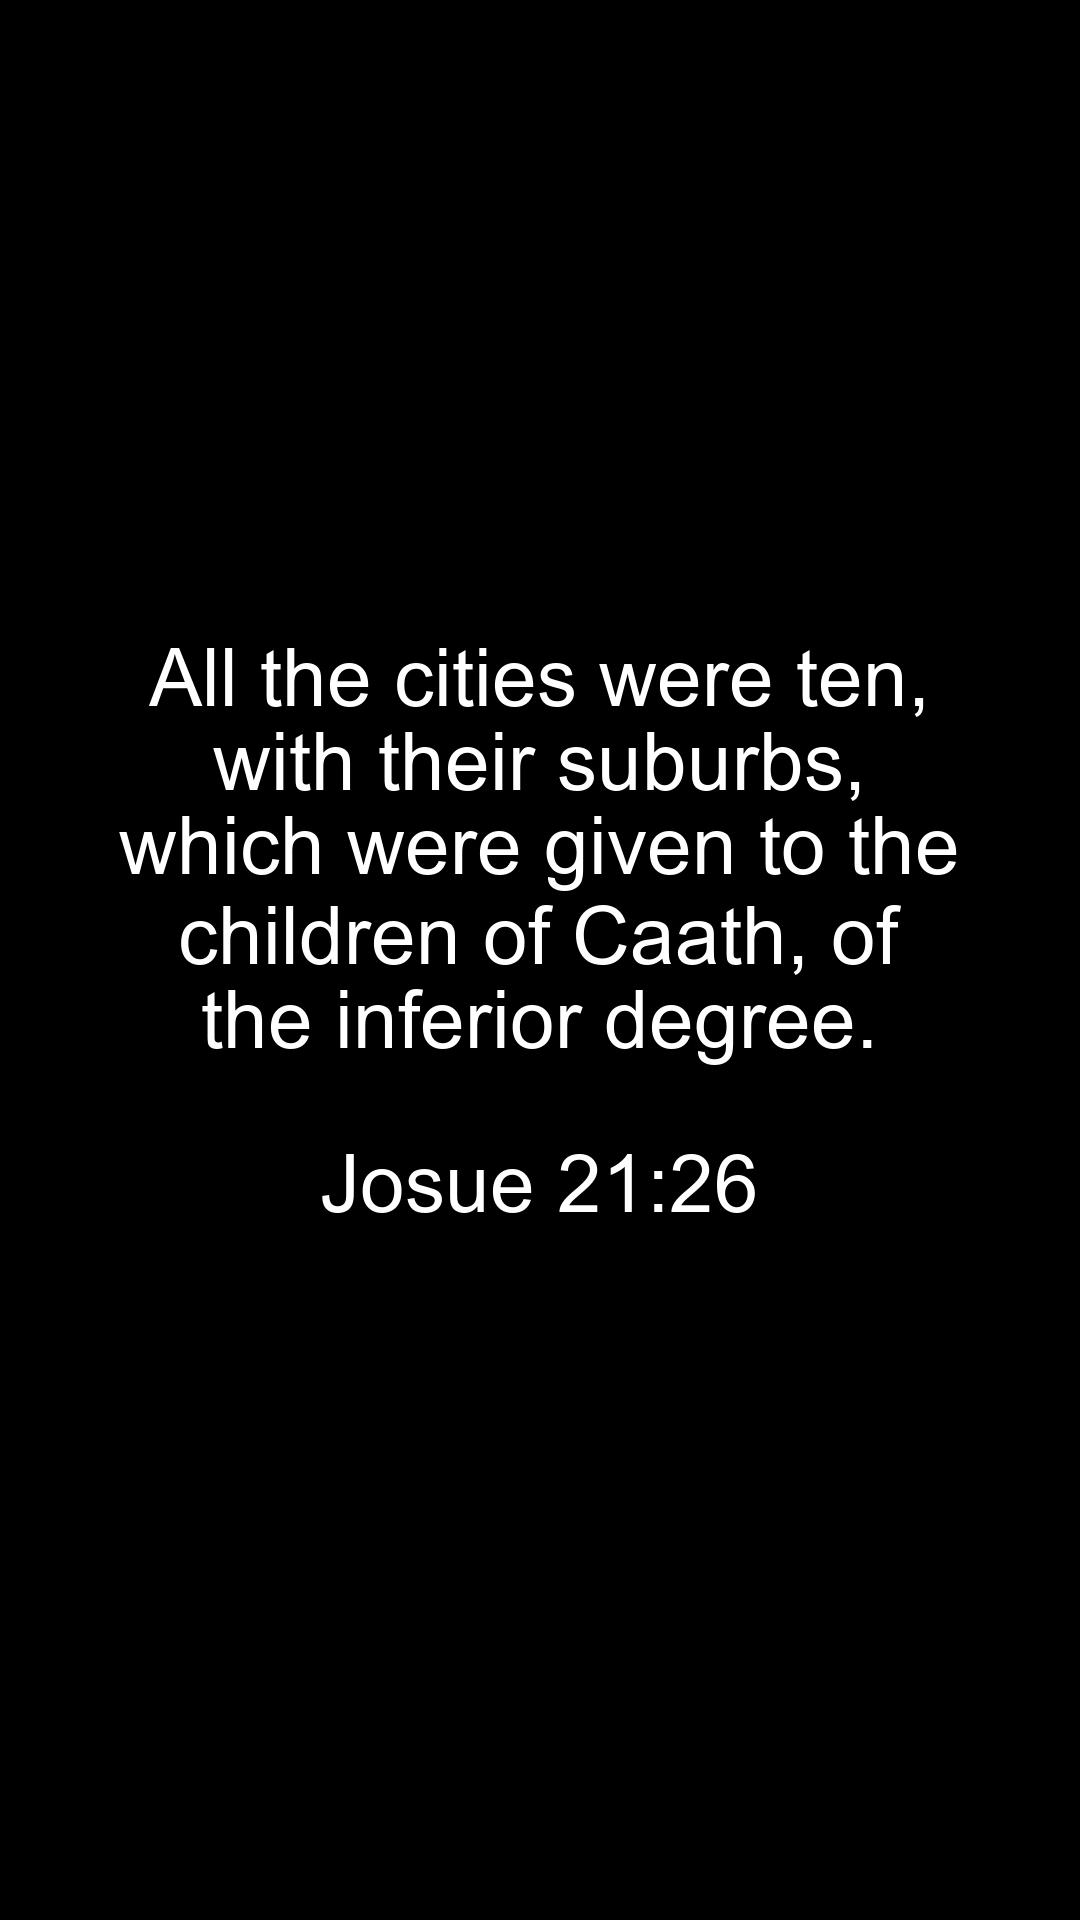 All the cities were ten,
with their suburbs,
which were given to the
children of Caath, of
the inferior degree.
Josue 21:26